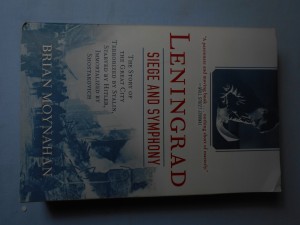 LENINGRAD
SIEGE AND SYMPHONY
THE STORY OF
THE GREAT CITY
TERRORIZED BY STALIN,
STARVED BY HITLER,
IMMORTALIZED BY
SHOSTAKOVICH
BRIAN MOYNAHAN